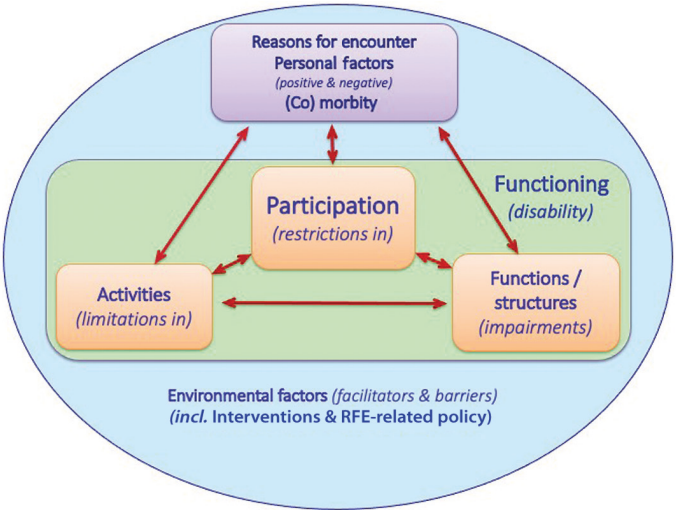 Reasons for encounter
Personal factors
(positive & negative)
(Co) morbity
Functioning
(disability)
Participation
(restrictions in)
Activities
(limitations in)
Functions /
structures
(impairments)
Environmental factors (facilitators & barriers)
(incl. Interventions & RFE-related policy)